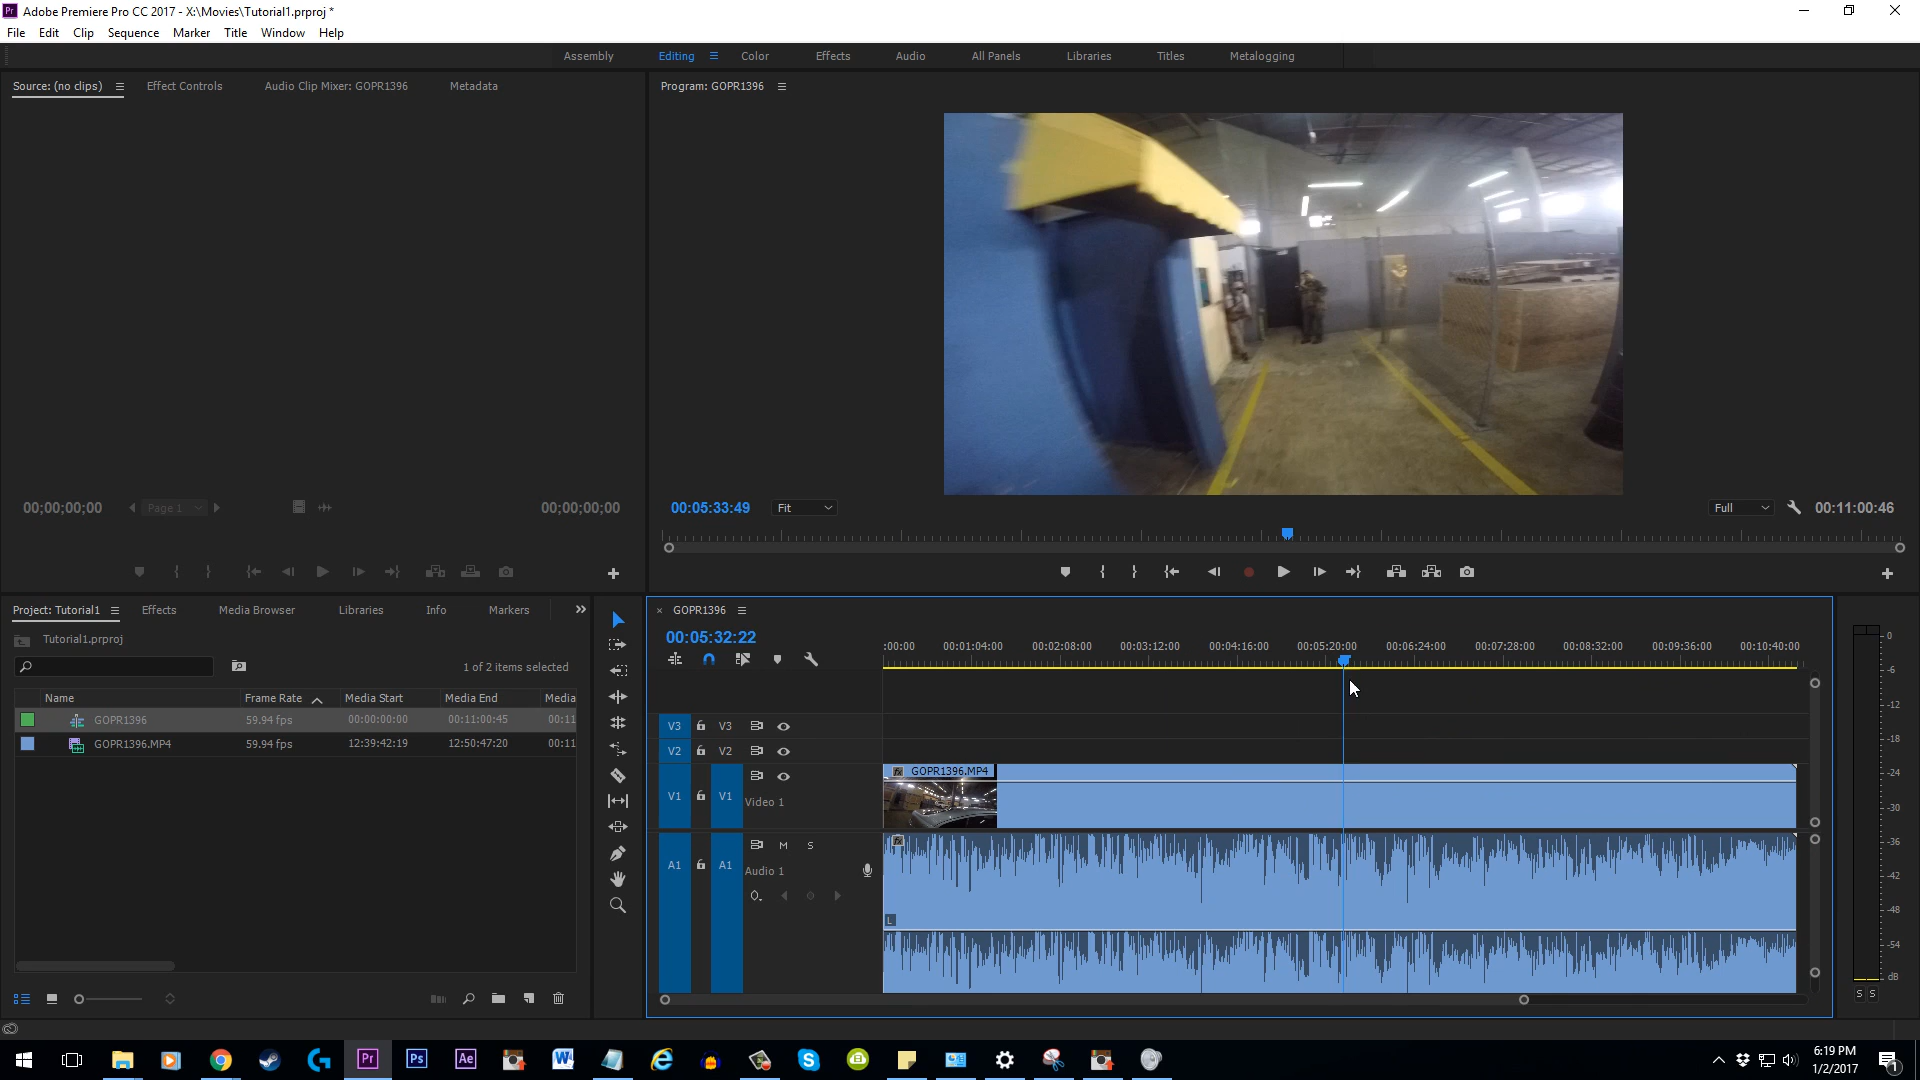 Pr Adobe Premiere Pro CC 2017 - X:\Movies\Tutorial1.prproj *
File Edit Clip Sequence Marker Title Window Help
Assembly Editing Color Effects Audio All Panels Libraries Titles Metalogging
Source: (no clips) Effect Controls Audio Clip Mixer: GOPR1396 Metadata
Program: GOPR1396
00;00;00;00 Page 1 00;00;00;00
00:05:33:49 Fit Full 00:11:00:46
Project: Tutorial1 Effects Media Browser Libraries Info Markers
Tutorial1.prproj
1 of 2 items selected
Name Frame Rate Media Start Media End Media
GOPR1396 59.94 fps 00:00:00:00 00:11:00:45 00:11
GOPR1396.MP4 59.94 fps 12:39:42:19 12:50:47:20 00:11
GOPR1396
00:05:32:22
:00:00 00:01:04:00 00:02:08:00 00:03:12:00 00:04:16:00 00:05:20:00 00:06:24:00 00:07:28:00 00:08:32:00 00:09:36:00 00:10:40:00
V3 V3
V2 V2
fx GOPR1396.MP4
V1 V1 Video 1
M S
A1 A1 Audio 1
fx
L
0
-6
-12
-18
-24
-30
-36
-42
-48
-54
dB
S S
Pr Ps Ae
6:19 PM
1/2/2017
1